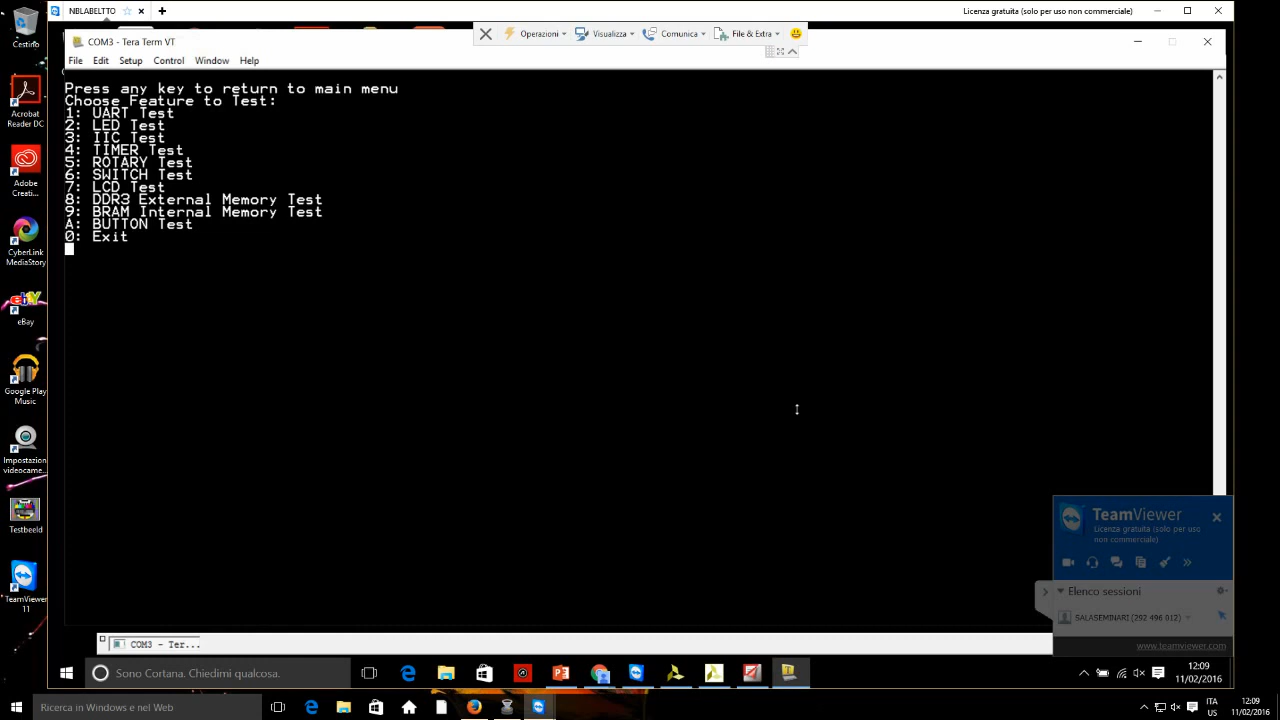 NBLABELTTO
Licenza gratuita (solo per uso non commerciale)
COM3 - Tera Term VT
Operazioni
Visualizza
Comunica
File & Extra
File Edit Setup Control Window Help
Press any key to return to main menu
Choose Feature to Test:
1: UART Test
2: LED Test
3: IIC Test
4: TIMER Test
5: ROTARY Test
6: SWITCH Test
7: LCD Test
8: DDR3 External Memory Test
9: BRAM Internal Memory Test
A: BUTTON Test
0: Exit
Cestino
Acrobat
Reader DC
Adobe
Creati...
CyberLink
MediaStory
eBay
Google Play
Music
Impostazioni
videocame...
Testbeeld
TeamViewer
11
TeamViewer
Licenza gratuita (solo per uso
non commerciale)
Elenco sessioni
SALASEMINARI (292 496 012)
www.teamviewer.com
COM3 - Ter...
Sono Cortana. Chiedimi qualcosa.
12:09
11/02/2016
Ricerca in Windows e nel Web
ITA
US
12:09
11/02/2016